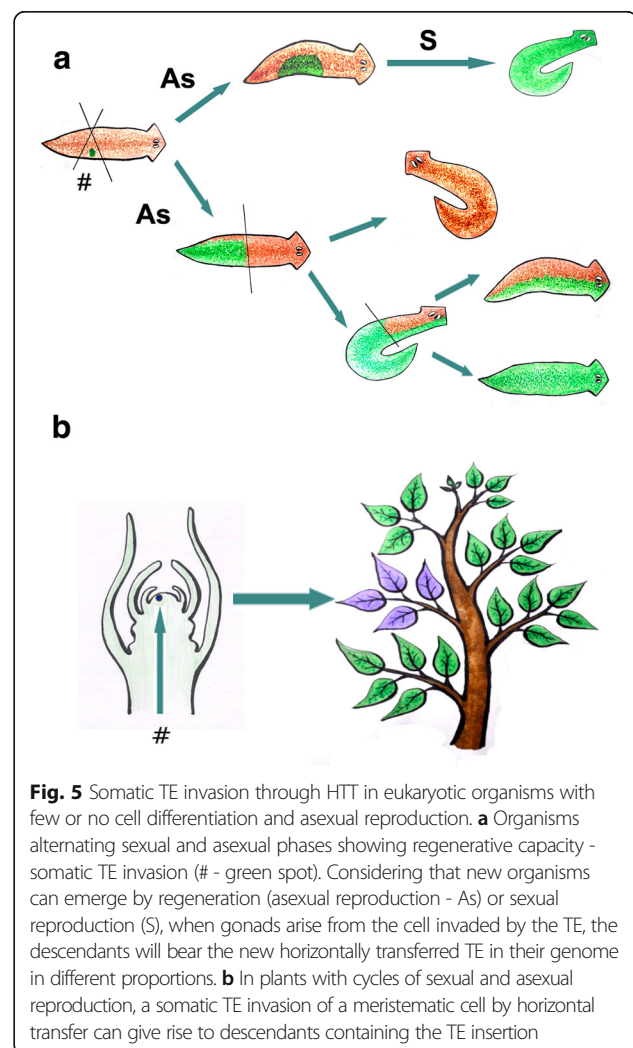 a
As
S
#
As
b
#
Fig. 5 Somatic TE invasion through HTT in eukaryotic organisms with
few or no cell differentiation and asexual reproduction. a Organisms
alternating sexual and asexual phases showing regenerative capacity -
somatic TE invasion (# - green spot). Considering that new organisms
can emerge by regeneration (asexual reproduction - As) or sexual
reproduction (S), when gonads arise from the cell invaded by the TE, the
descendants will bear the new horizontally transferred TE in their genome
in different proportions. b In plants with cycles of sexual and asexual
reproduction, a somatic TE invasion of a meristematic cell by horizontal
transfer can give rise to descendants containing the TE insertion